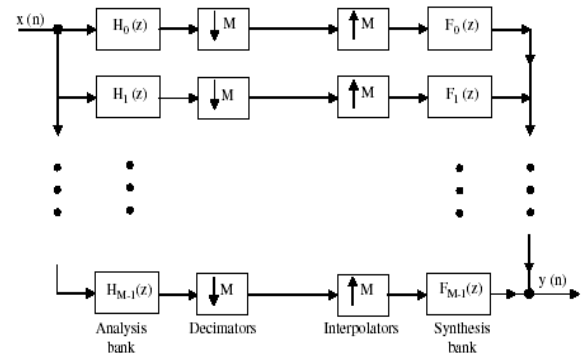 x (n) H₀(z) M M F₀(z)
H₁(z) M M F₁(z)
y (n)
H_{M-1}(z) M M F_{M-1}(z)
Analysis bank
Decimators
Interpolators
Synthesis bank